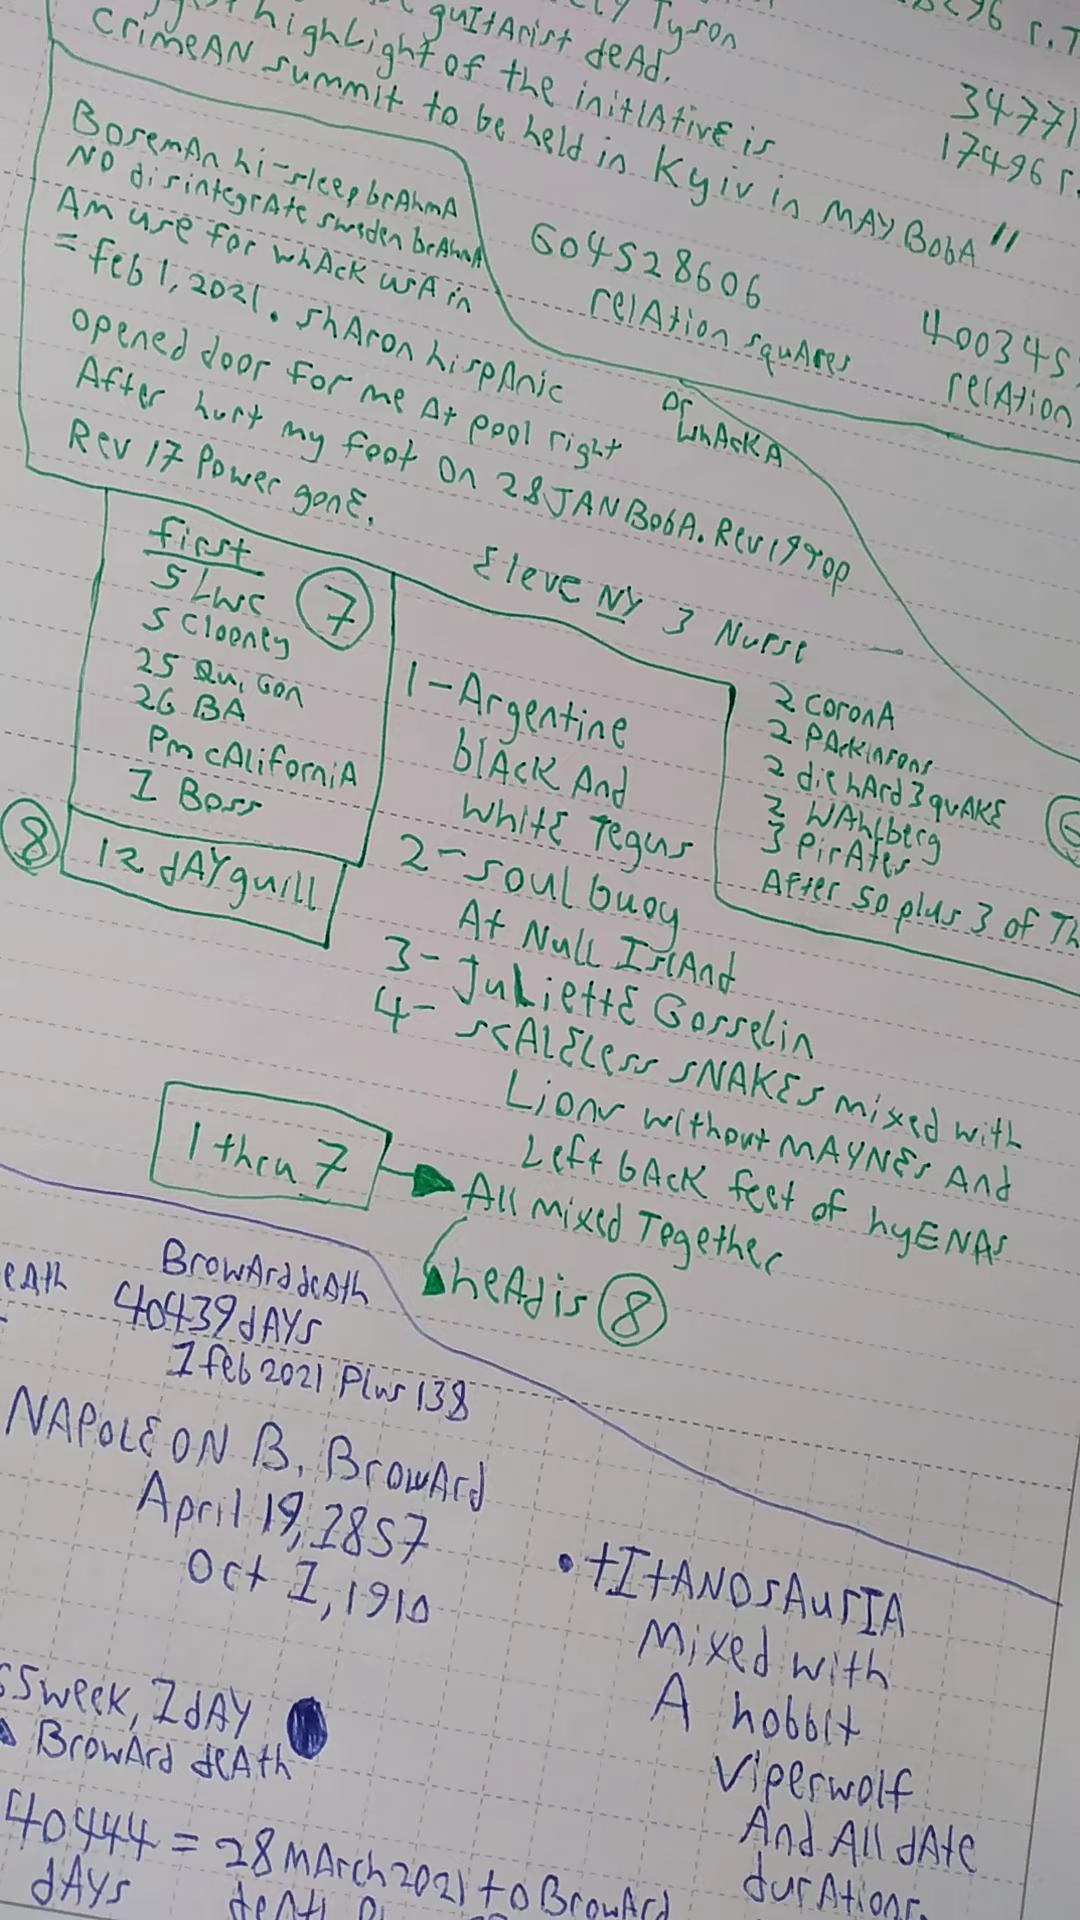 Tyson
guItArist deAd.
highLight of the initiAtivE is
CrimeAN summit to be held in Kyiv in MAY BobA"
34771
17496 r.
BosemAn hi-sleep brAhmA
NO disintegrAte sweden brAhmA
Am use for whAck wA in
= feb 1, 2021. shAron hispAnic
opened door for me At pool right
After hurt my foot on 28 JAN BobA. Rev 19 Top
Rev 17 Power gonE.
604528606
relAtion squAres
400345
relAtion
or
whAck A
ElevE NY 3 Nurse
first
5 Lwc
5 Clooney
25 Qui Gon
26 BA
Pm cAliforniA
1 Boss
7
8
12 dAy quill
1-Argentine
blAck And
whitE Tegus
2-soul buoy
At Null IslAnd
3-JuLiettE Gosselin
4-scAlEless sNAKEs mixed with
Lions without MAYNEs And
Left bAck feet of hyENAs
2 coronA
2 PArkinsons
2 die hArd 3 quAKE
2 WAhlberg
3 PirAtes
After 50 plus 3 of Th
1 thru 7
All mixed Together
heAd is 8
eAth
BrowArd deAth
40439 dAYs
1 feb 2021 Plus 138
NAPOLEON B. BrowArd
April 19, 1857
Oct 1, 1910
5 week, 1 dAY
BrowArd deAth
40444 = 28 MArch 2021 to BrowArd
dAYs
• tItANOsAurIA
Mixed with
A hobbit
Viperwolf
And All dAte
durAtions.